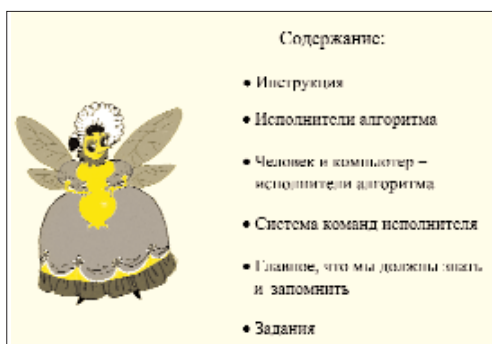 Содержание:
• Инструкция
• Исполнители алгоритма
• Человек и компьютер –
исполнители алгоритма
• Система команд исполнителя
• Главное, что мы должны знать
и запомнить
• Задания